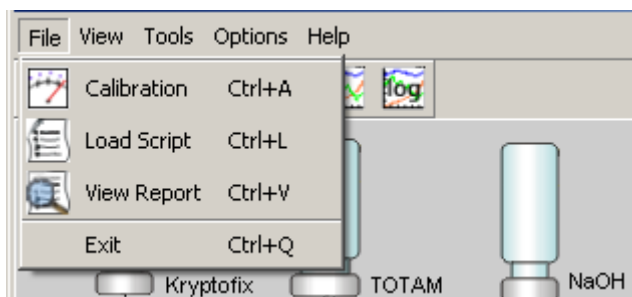 File View Tools Options Help
log
Calibration Ctrl+A
Load Script Ctrl+L
View Report Ctrl+V
Exit Ctrl+Q
Kryptofix TOTAM NaOH